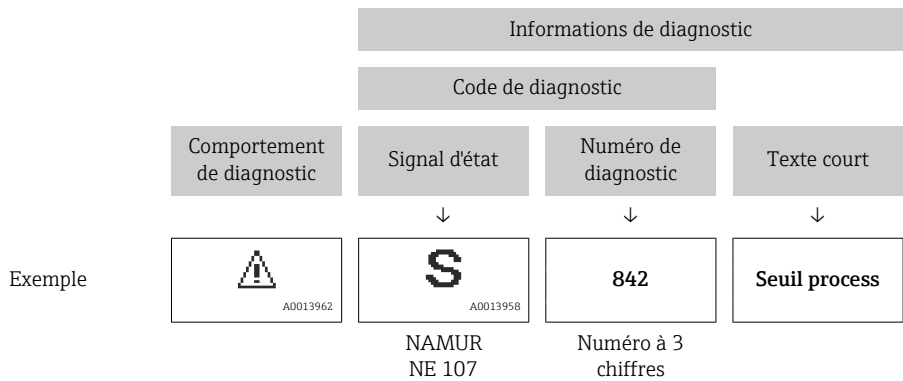 Informations de diagnostic
Code de diagnostic
Comportement
de diagnostic
Signal d'état
Numéro de
diagnostic
Texte court
↓ ↓ ↓
Exemple
A0013962
S
A0013958
842
Seuil process
NAMUR
NE 107
Numéro à 3
chiffres